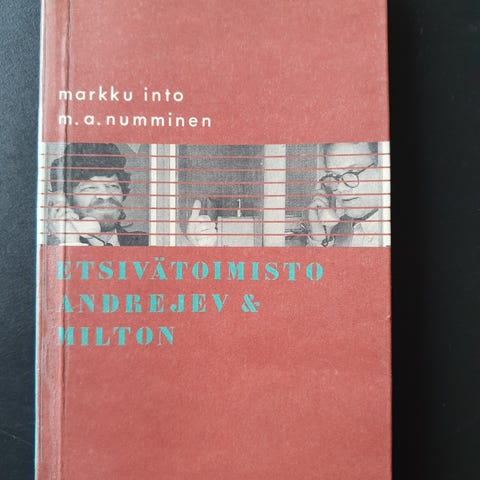 markku into
m.a.numminen
ETSIVÄTOIMISTO
ANDREJEV &
MILTON